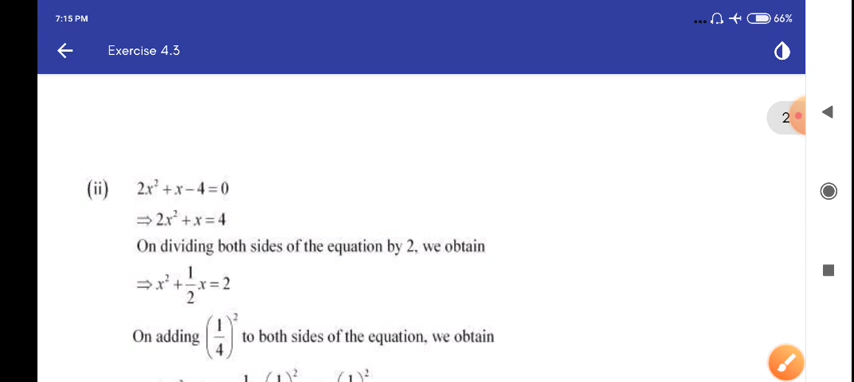 7:15 PM
66%
Exercise 4.3
2
(ii) 2x² + x − 4 = 0
⇒ 2x² + x = 4
On dividing both sides of the equation by 2, we obtain
⇒ x² + 1/2 x = 2
On adding (1/4)² to both sides of the equation, we obtain